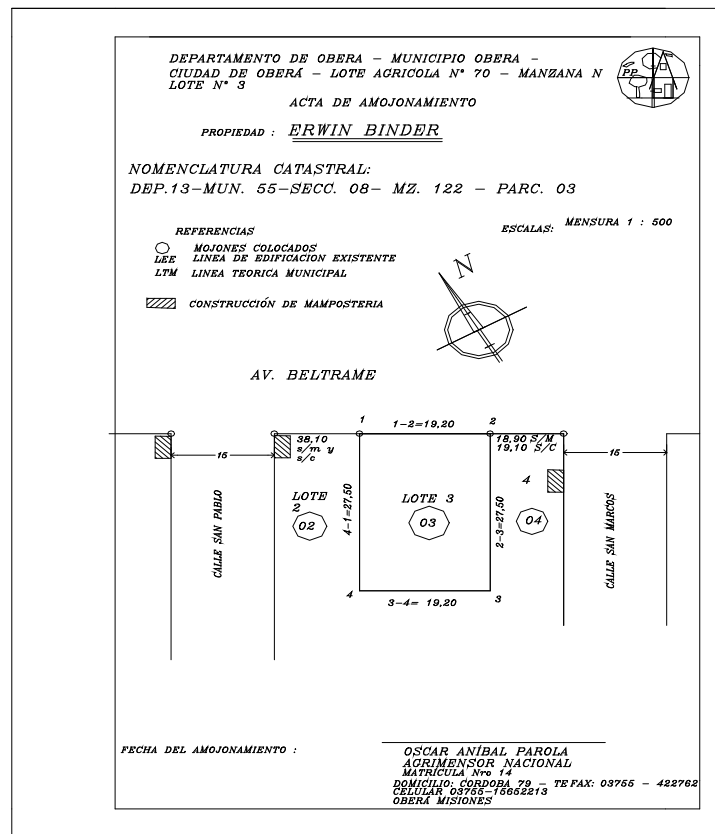 DEPARTAMENTO DE OBERA – MUNICIPIO OBERA –
CIUDAD DE OBERÁ – LOTE AGRICOLA Nº 70 – MANZANA N
LOTE Nº 3
PP
ACTA DE AMOJONAMIENTO
PROPIEDAD : ERWIN BINDER
NOMENCLATURA CATASTRAL:
DEP.13–MUN. 55–SECC. 08– MZ. 122 – PARC. 03
REFERENCIAS
ESCALAS: MENSURA 1 : 500
MOJONES COLOCADOS
LEE LINEA DE EDIFICACION EXISTENTE
LTM LINEA TEORICA MUNICIPAL
CONSTRUCCIÓN DE MAMPOSTERIA
N
AV. BELTRAME
1
1–2=19,20
2
38,10
s/m y
s/c
18,90 S/M
19,10 S/C
15
15
4
LOTE
2
02
LOTE 3
03
04
4–1=27,50
2–3=27,50
CALLE SAN PABLO
CALLE SAN MARCOS
4
3–4= 19,20
3
FECHA DEL AMOJONAMIENTO :
OSCAR ANÍBAL PAROLA
AGRIMENSOR NACIONAL
MATRÍCULA Nro 14
DOMICILIO: CORDOBA 79 – TEFAX: 03755 – 422762
CELULAR 03755–15652213
OBERÁ MISIONES